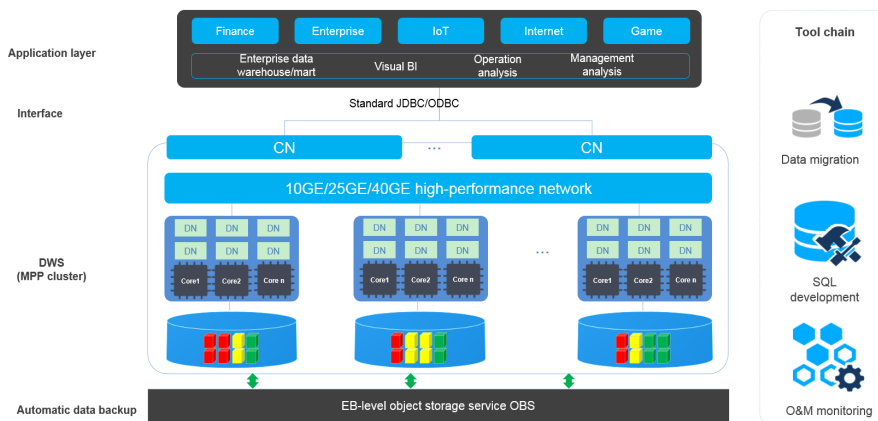 Application layer
Finance
Enterprise
IoT
Internet
Game
Enterprise data
warehouse/mart
Visual BI
Operation
analysis
Management
analysis
Interface
Standard JDBC/ODBC
CN
...
CN
10GE/25GE/40GE high-performance network
DWS
(MPP cluster)
DN DN DN
DN DN DN
Core1 Core2 Core n
DN DN DN
DN DN DN
Core1 Core2 Core n
...
DN DN DN
DN DN DN
Core1 Core2 Core n
Automatic data backup
EB-level object storage service OBS
Tool chain
Data migration
SQL
development
O&M monitoring